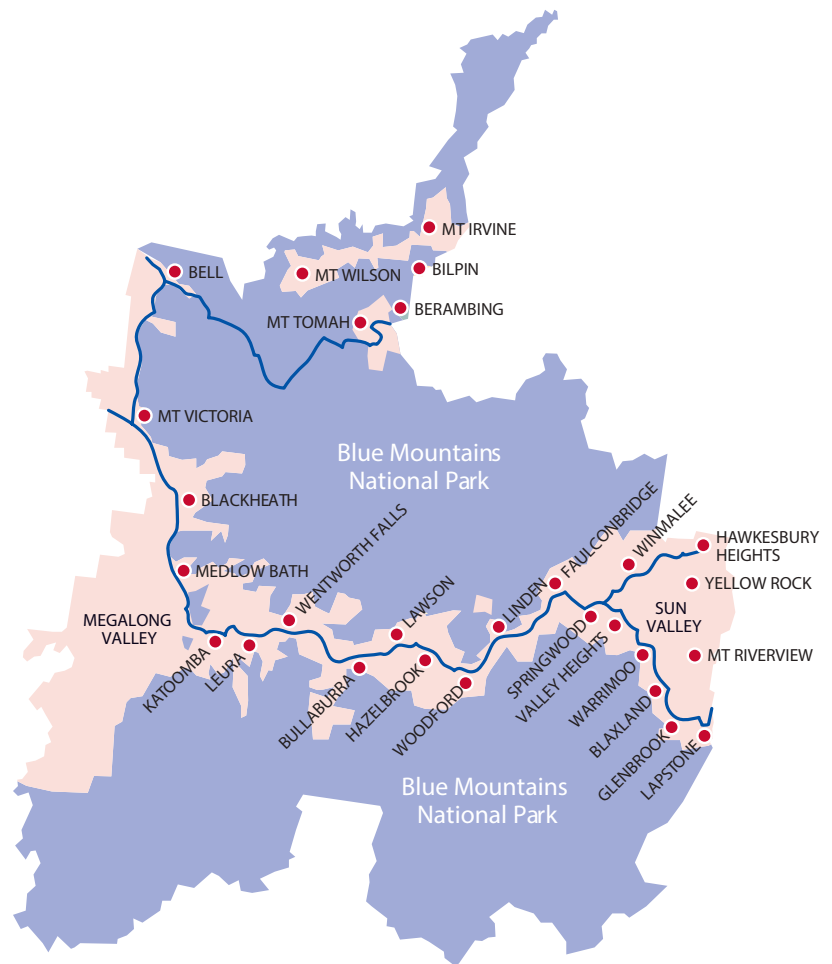 MT IRVINE
BELL
MT WILSON
BILPIN
MT TOMAH
BERAMBING
MT VICTORIA
Blue Mountains
National Park
BLACKHEATH
WENTWORTH FALLS
FAULCONBRIDGE
WINMALEE
HAWKESBURY
HEIGHTS
MEDLOW BATH
YELLOW ROCK
LAWSON
LINDEN
MEGALONG
VALLEY
SUN
VALLEY
KATOOMBA
LEURA
BULLABURRA
HAZELBROOK
WOODFORD
SPRINGWOOD
VALLEY HEIGHTS
WARRIMOO
MT RIVERVIEW
BLAXLAND
GLENBROOK
LAPSTONE
Blue Mountains
National Park